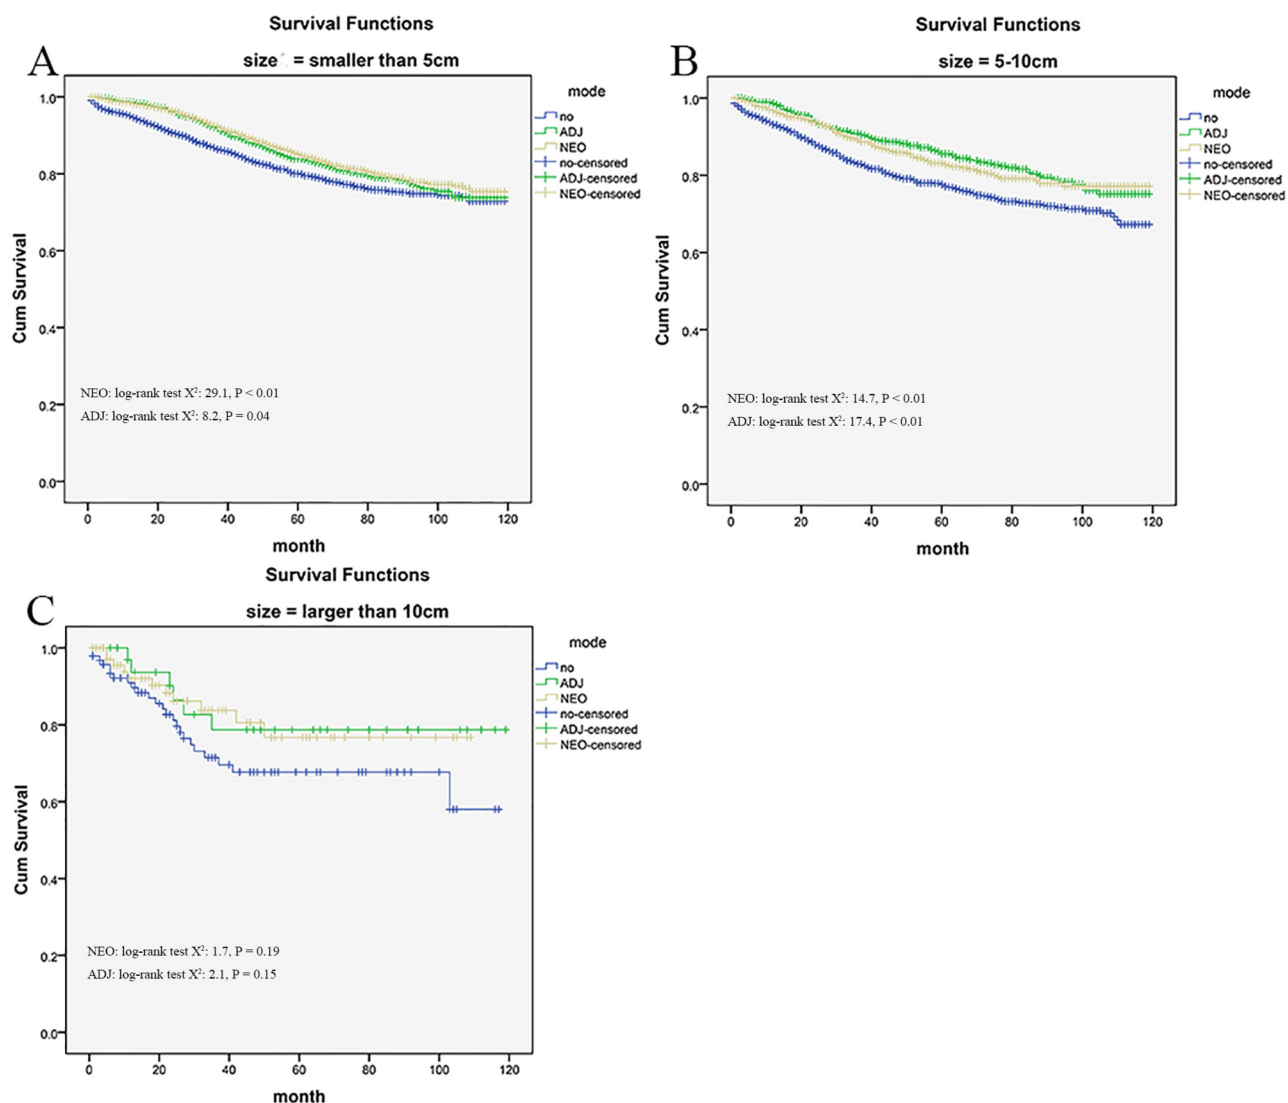 Survival Functions
A
size = smaller than 5cm
mode
no
ADJ
NEO
no-censored
ADJ-censored
NEO-censored
Cum Survival
1.0
0.8
0.6
0.4
0.2
0.0
NEO: log-rank test X²: 29.1, P < 0.01
ADJ: log-rank test X²: 8.2, P = 0.04
0 20 40 60 80 100 120
month
Survival Functions
B
size = 5-10cm
mode
no
ADJ
NEO
no-censored
ADJ-censored
NEO-censored
Cum Survival
1.0
0.8
0.6
0.4
0.2
0.0
NEO: log-rank test X²: 14.7, P < 0.01
ADJ: log-rank test X²: 17.4, P < 0.01
0 20 40 60 80 100 120
month
Survival Functions
C
size = larger than 10cm
mode
no
ADJ
NEO
no-censored
ADJ-censored
NEO-censored
Cum Survival
1.0
0.8
0.6
0.4
0.2
0.0
NEO: log-rank test X²: 1.7, P = 0.19
ADJ: log-rank test X²: 2.1, P = 0.15
0 20 40 60 80 100 120
month